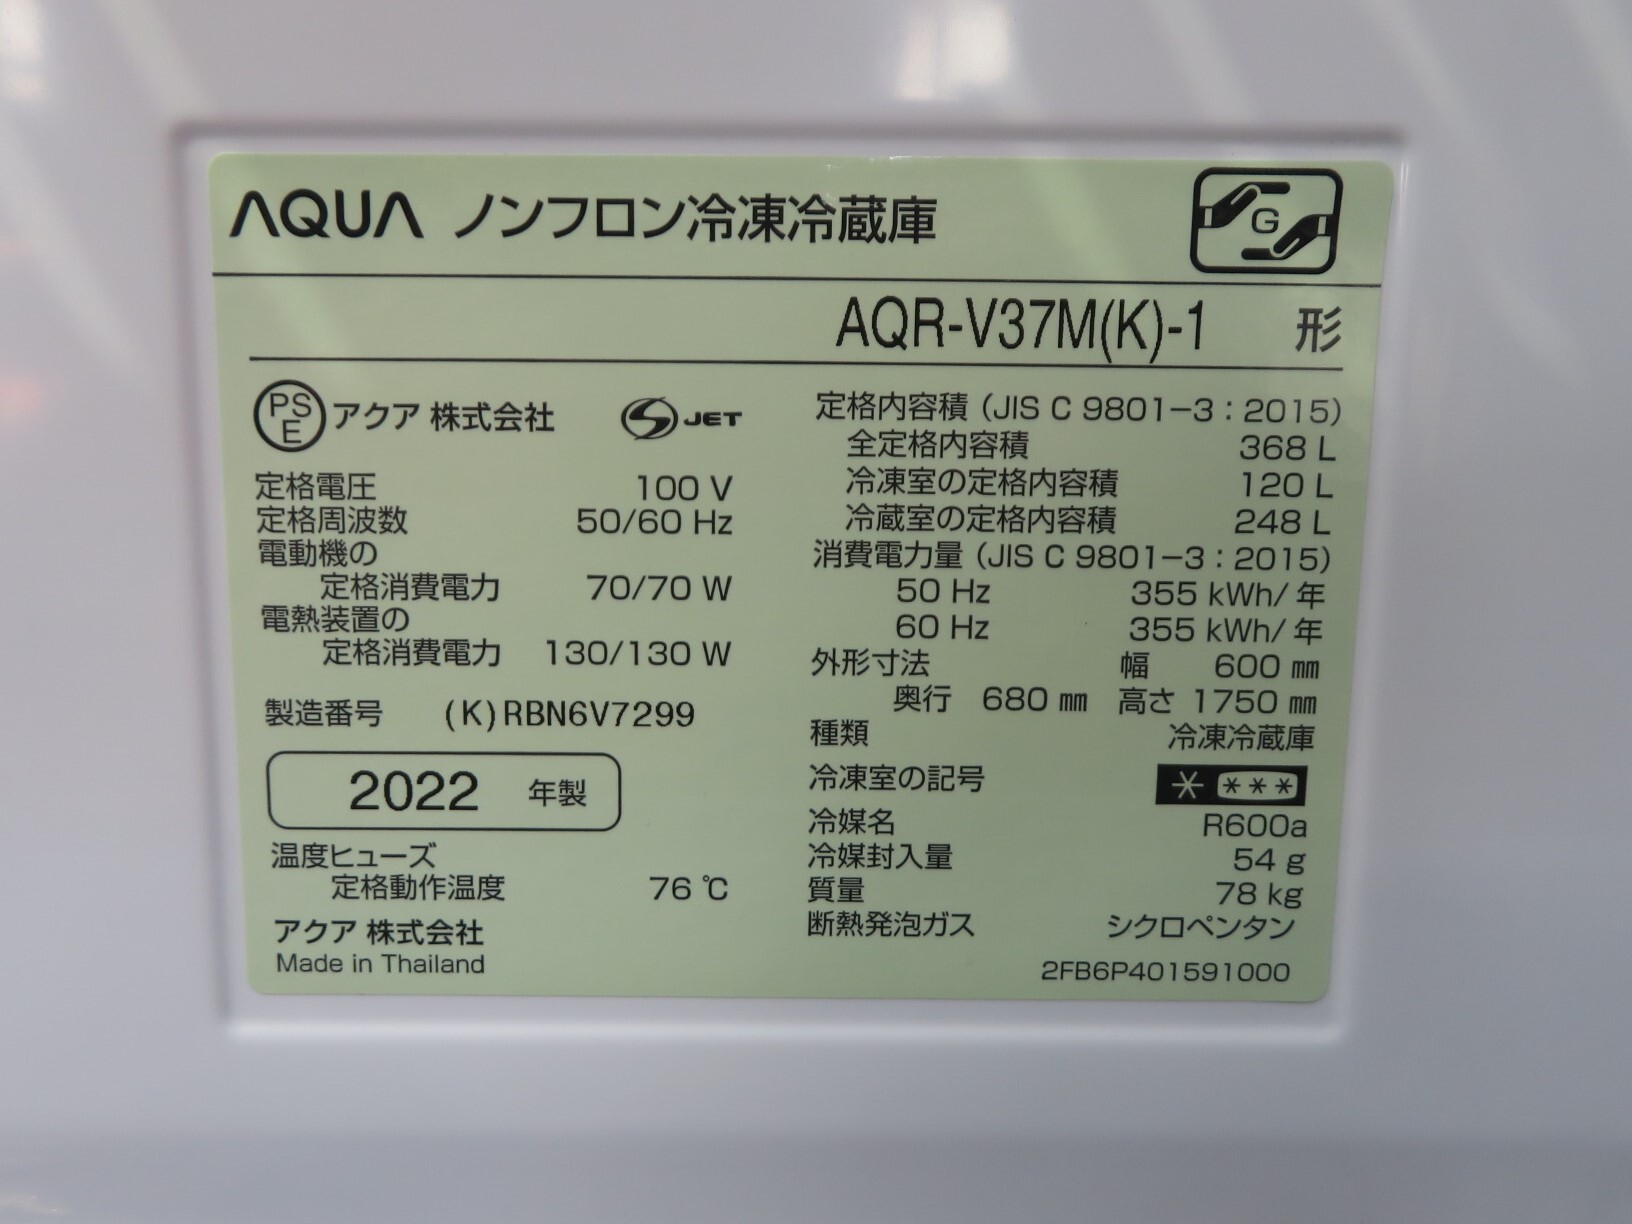 AQUA ノンフロン冷凍冷蔵庫
G
AQR-V37M(K)-1 形
PSE アクア 株式会社 S JET
定格電圧 100 V
定格周波数 50/60 Hz
電動機の
定格消費電力 70/70 W
電熱装置の
定格消費電力 130/130 W
製造番号 (K)RBN6V7299
2022 年製
温度ヒューズ
定格動作温度 76 ℃
アクア 株式会社
Made in Thailand
定格内容積 (JIS C 9801-3:2015)
全定格内容積 368 L
冷凍室の定格内容積 120 L
冷蔵室の定格内容積 248 L
消費電力量 (JIS C 9801-3:2015)
50 Hz 355 kWh/年
60 Hz 355 kWh/年
外形寸法 幅 600 ㎜
奥行 680 ㎜ 高さ 1750 ㎜
種類 冷凍冷蔵庫
冷凍室の記号 * ***
冷媒名 R600a
冷媒封入量 54 g
質量 78 kg
断熱発泡ガス シクロペンタン
2FB6P401591000